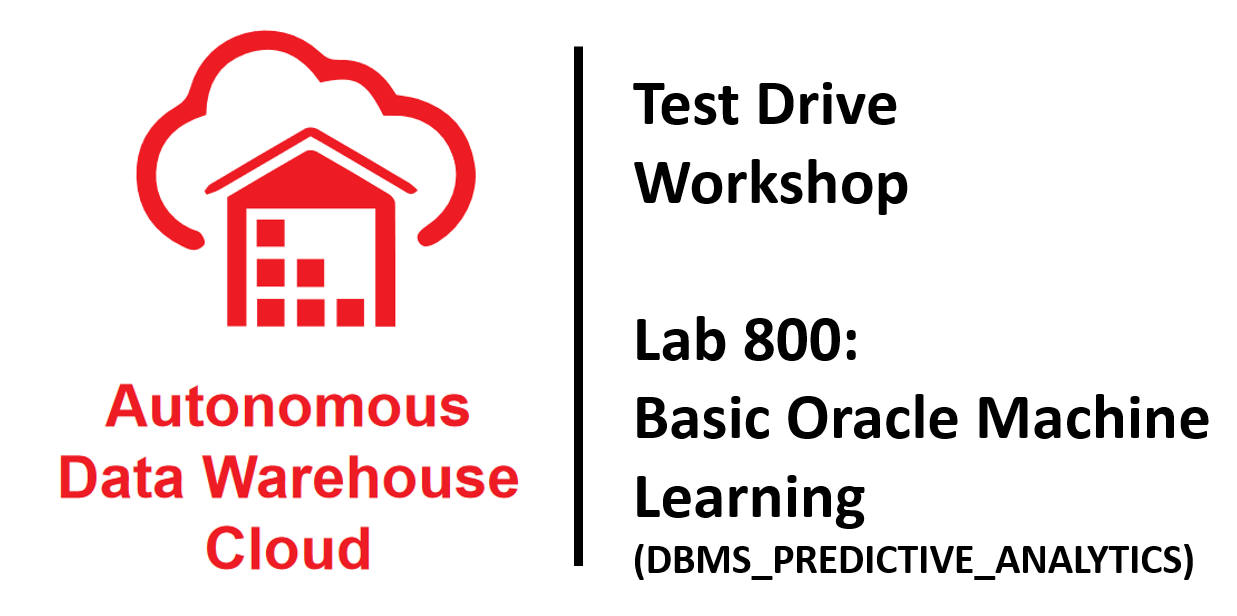 Autonomous
Data Warehouse
Cloud
Test Drive
Workshop
Lab 800:
Basic Oracle Machine
Learning
(DBMS_PREDICTIVE_ANALYTICS)